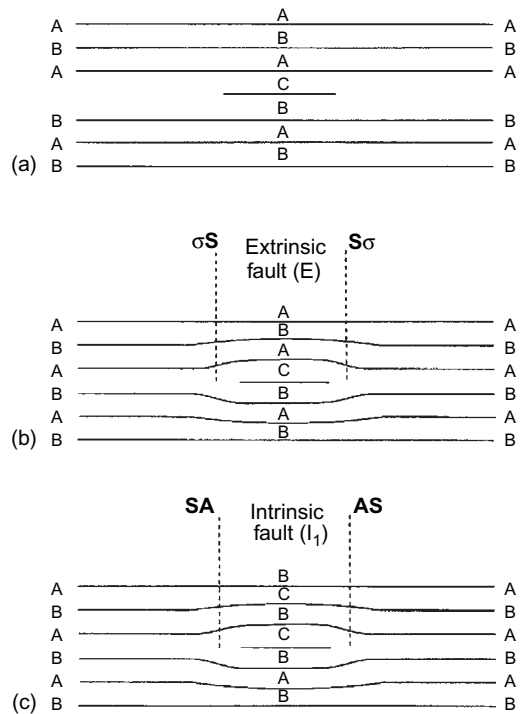 A
A A
B
B B
A
A A
C
B
B B
A
A A
B
(a) B B
σS Extrinsic Sσ
fault (E)
A
A A
B
B B
A
A A
C
B B B
A A A
B
(b) B B
SA Intrinsic AS
fault (I₁)
B
A A
C
B B B
A C A
B B B
A A A
B
(c) B B